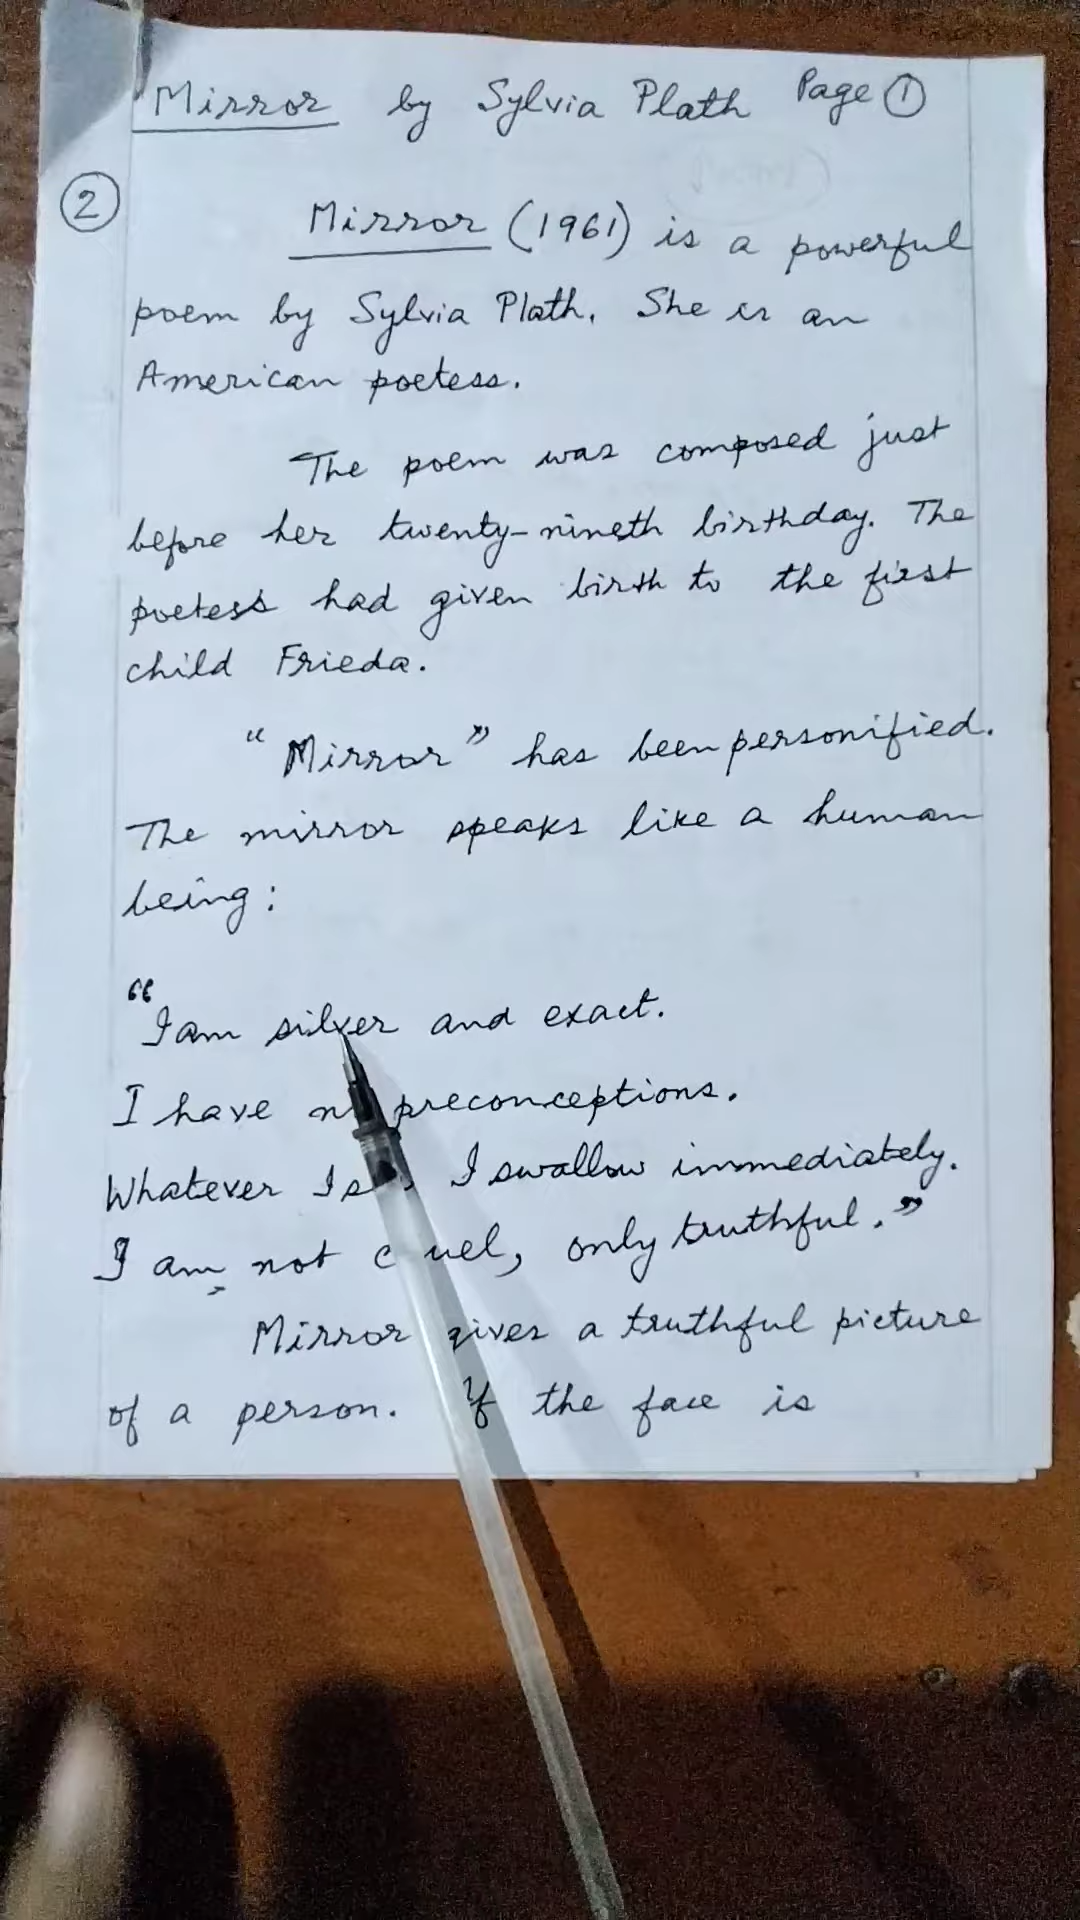 Mirror by Sylvia Plath Page 1
2
Mirror (1961) is a powerful
poem by Sylvia Plath. She is an
American poetess.
The poem was composed just
before her twenty-nineth birthday. The
poetess had given birth to the first
child Frieda.
"Mirror" has been personified.
The mirror speaks like a human
being:
"I am silver and exact.
I have preconceptions.
Whatever I swallow immediately.
I am not only truthful."
Mirror gives a truthful picture
of a person. If the face is